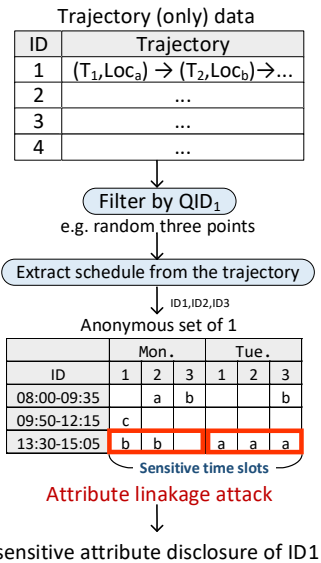 Trajectory (only) data
ID Trajectory
1 (T₁,Locₐ) → (T₂,Loc_b)→...
2 ...
3 ...
4 ...
Filter by QID₁
e.g. random three points
Extract schedule from the trajectory
ID1,ID2,ID3
Anonymous set of 1
Mon. Tue.
ID 1 2 3 1 2 3
08:00-09:35 a b b
09:50-12:15 c
13:30-15:05 b b a a a
Sensitive time slots
Attribute linakage attack
sensitive attribute disclosure of ID1